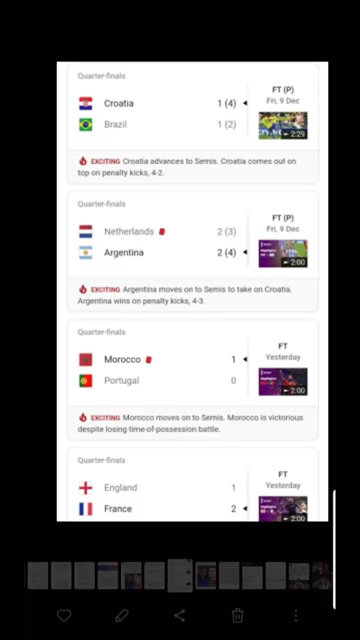 Quarter-finals
Croatia 1 (4) FT (P)
Brazil 1 (2) Fri, 9 Dec
2:29
EXCITING Croatia advances to Semis. Croatia comes out on
top on penalty kicks, 4-2.
Quarter-finals
Netherlands 2 (3) FT (P)
Argentina 2 (4) Fri, 9 Dec
2:00
EXCITING Argentina moves on to Semis to take on Croatia.
Argentina wins on penalty kicks, 4-3.
Quarter-finals
Morocco 1 FT
Portugal 0 Yesterday
2:00
EXCITING Morocco moves on to Semis. Morocco is victorious
despite losing time-of-possession battle.
Quarter-finals
England 1 FT
France 2 Yesterday
2:00